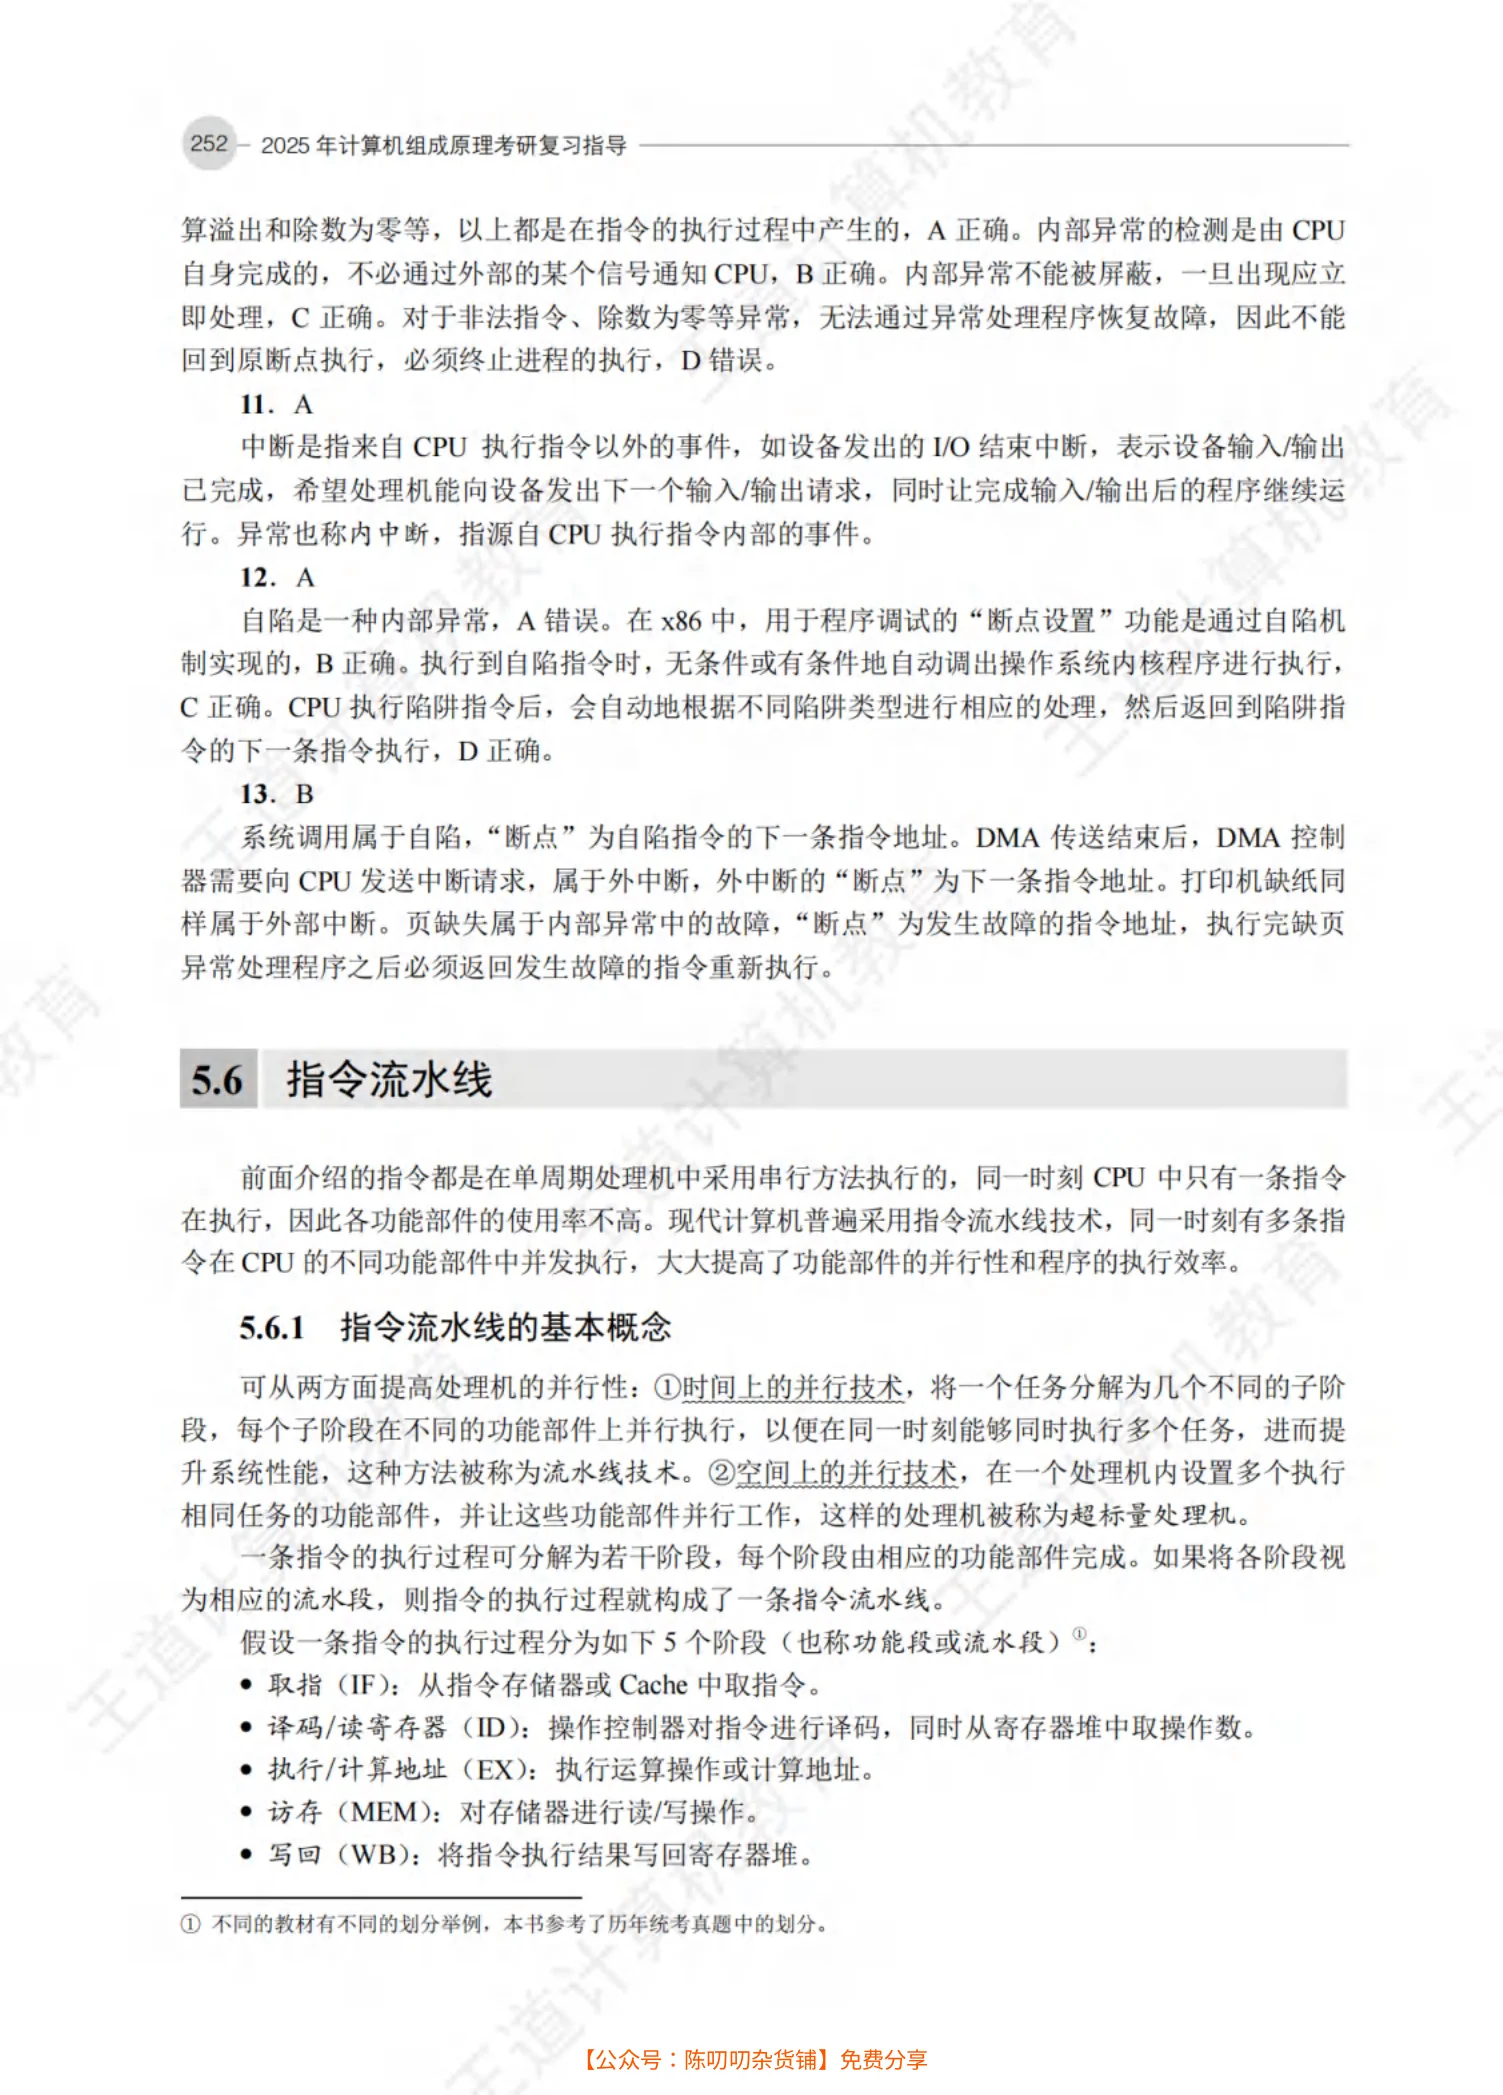 252 2025 年计算机组成原理考研复习指导
算溢出和除数为零等，以上都是在指令的执行过程中产生的，A 正确。内部异常的检测是由 CPU
自身完成的，不必通过外部的某个信号通知 CPU，B 正确。内部异常不能被屏蔽，一旦出现应立
即处理，C 正确。对于非法指令、除数为零等异常，无法通过异常处理程序恢复故障，因此不能
回到原断点执行，必须终止进程的执行，D 错误。
11. A
中断是指来自 CPU 执行指令以外的事件，如设备发出的 I/O 结束中断，表示设备输入/输出
已完成，希望处理机能向设备发出下一个输入/输出请求，同时让完成输入/输出后的程序继续运
行。异常也称内中断，指源自 CPU 执行指令内部的事件。
12. A
自陷是一种内部异常，A 错误。在 x86 中，用于程序调试的“断点设置”功能是通过自陷机
制实现的，B 正确。执行到自陷指令时，无条件或有条件地自动调出操作系统内核程序进行执行，
C 正确。CPU 执行陷阱指令后，会自动地根据不同陷阱类型进行相应的处理，然后返回到陷阱指
令的下一条指令执行，D 正确。
13. B
系统调用属于自陷，“断点”为自陷指令的下一条指令地址。DMA 传送结束后，DMA 控制
器需要向 CPU 发送中断请求，属于外中断，外中断的“断点”为下一条指令地址。打印机缺纸同
样属于外部中断。页缺失属于内部异常中的故障，“断点”为发生故障的指令地址，执行完缺页
异常处理程序之后必须返回发生故障的指令重新执行。
5.6 指令流水线
前面介绍的指令都是在单周期处理机中采用串行方法执行的，同一时刻 CPU 中只有一条指令
在执行，因此各功能部件的使用率不高。现代计算机普遍采用指令流水线技术，同一时刻有多条指
令在 CPU 的不同功能部件中并发执行，大大提高了功能部件的并行性和程序的执行效率。
5.6.1 指令流水线的基本概念
可从两方面提高处理机的并行性：①时间上的并行技术，将一个任务分解为几个不同的子阶
段，每个子阶段在不同的功能部件上并行执行，以便在同一时刻能够同时执行多个任务，进而提
升系统性能，这种方法被称为流水线技术。②空间上的并行技术，在一个处理机内设置多个执行
相同任务的功能部件，并让这些功能部件并行工作，这样的处理机被称为超标量处理机。
一条指令的执行过程可分解为若干阶段，每个阶段由相应的功能部件完成。如果将各阶段视
为相应的流水段，则指令的执行过程就构成了一条指令流水线。
假设一条指令的执行过程分为如下 5 个阶段（也称功能段或流水段）①：
• 取指（IF）：从指令存储器或 Cache 中取指令。
• 译码/读寄存器（ID）：操作控制器对指令进行译码，同时从寄存器堆中取操作数。
• 执行/计算地址（EX）：执行运算操作或计算地址。
• 访存（MEM）：对存储器进行读/写操作。
• 写回（WB）：将指令执行结果写回寄存器堆。
① 不同的教材有不同的划分举例，本书参考了历年统考真题中的划分。
【公众号：陈叨叨杂货铺】免费分享
王道计算机教育
王道计算机教育
王道计算机教育
王道计算机教育
王道计算机教育
王道计算机教育
王道计算机教育